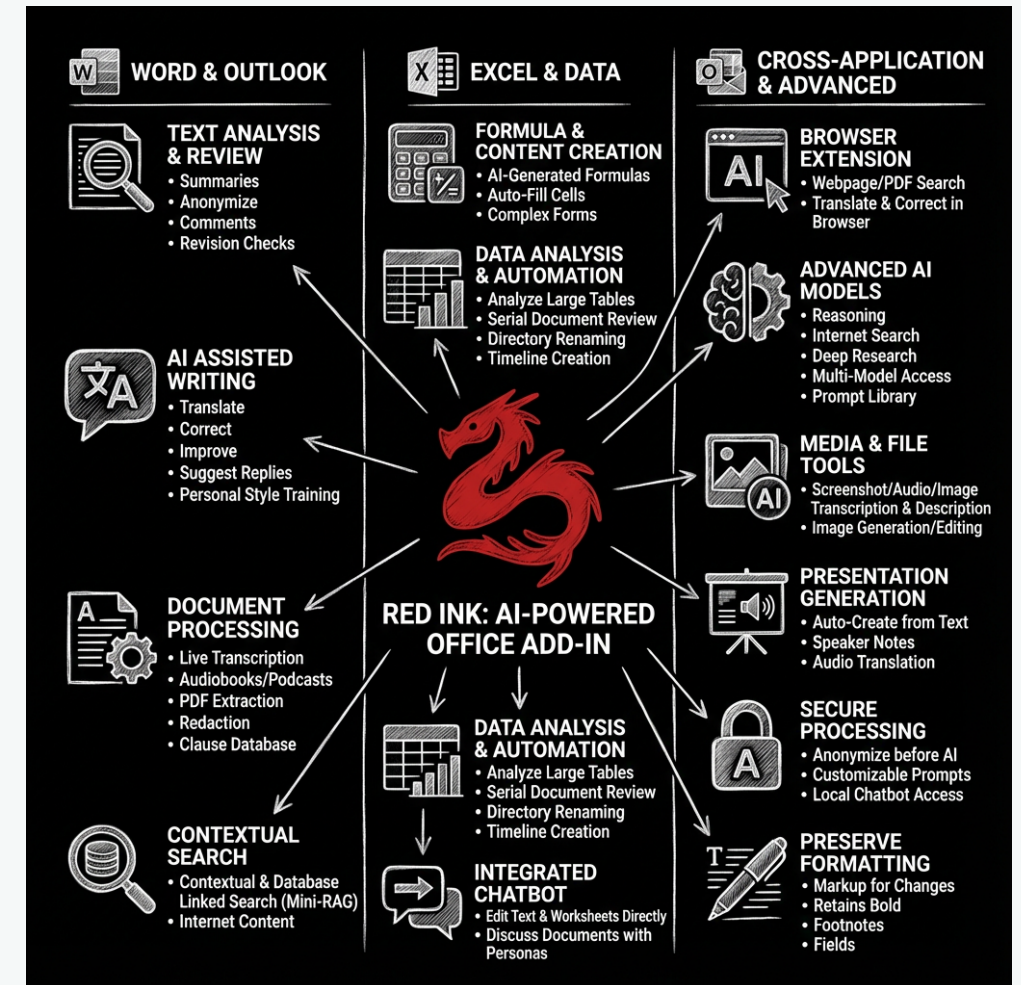 W
WORD & OUTLOOK
TEXT ANALYSIS
& REVIEW
• Summaries
• Anonymize
• Comments
• Revision Checks
文A
AI ASSISTED
WRITING
• Translate
• Correct
• Improve
• Suggest Replies
• Personal Style Training
A
DOCUMENT
PROCESSING
• Live Transcription
• Audiobooks/Podcasts
• PDF Extraction
• Redaction
• Clause Database
CONTEXTUAL
SEARCH
• Contextual & Database
Linked Search (Mini-RAG)
• Internet Content
X
EXCEL & DATA
FORMULA &
CONTENT CREATION
• AI-Generated Formulas
• Auto-Fill Cells
• Complex Forms
DATA ANALYSIS
& AUTOMATION
• Analyze Large Tables
• Serial Document Review
• Directory Renaming
• Timeline Creation
RED INK: AI-POWERED
OFFICE ADD-IN
DATA ANALYSIS
& AUTOMATION
• Analyze Large Tables
• Serial Document Review
• Directory Renaming
• Timeline Creation
INTEGRATED
CHATBOT
• Edit Text & Worksheets Directly
• Discuss Documents with
Personas
O
CROSS-APPLICATION
& ADVANCED
AI
BROWSER
EXTENSION
• Webpage/PDF Search
• Translate & Correct in
Browser
ADVANCED AI
MODELS
• Reasoning
• Internet Search
• Deep Research
• Multi-Model Access
• Prompt Library
AI
MEDIA & FILE
TOOLS
• Screenshot/Audio/Image
Transcription & Description
• Image Generation/Editing
PRESENTATION
GENERATION
• Auto-Create from Text
• Speaker Notes
• Audio Translation
A
SECURE
PROCESSING
• Anonymize before AI
• Customizable Prompts
• Local Chatbot Access
T
PRESERVE
FORMATTING
• Markup for Changes
• Retains Bold
• Footnotes
• Fields